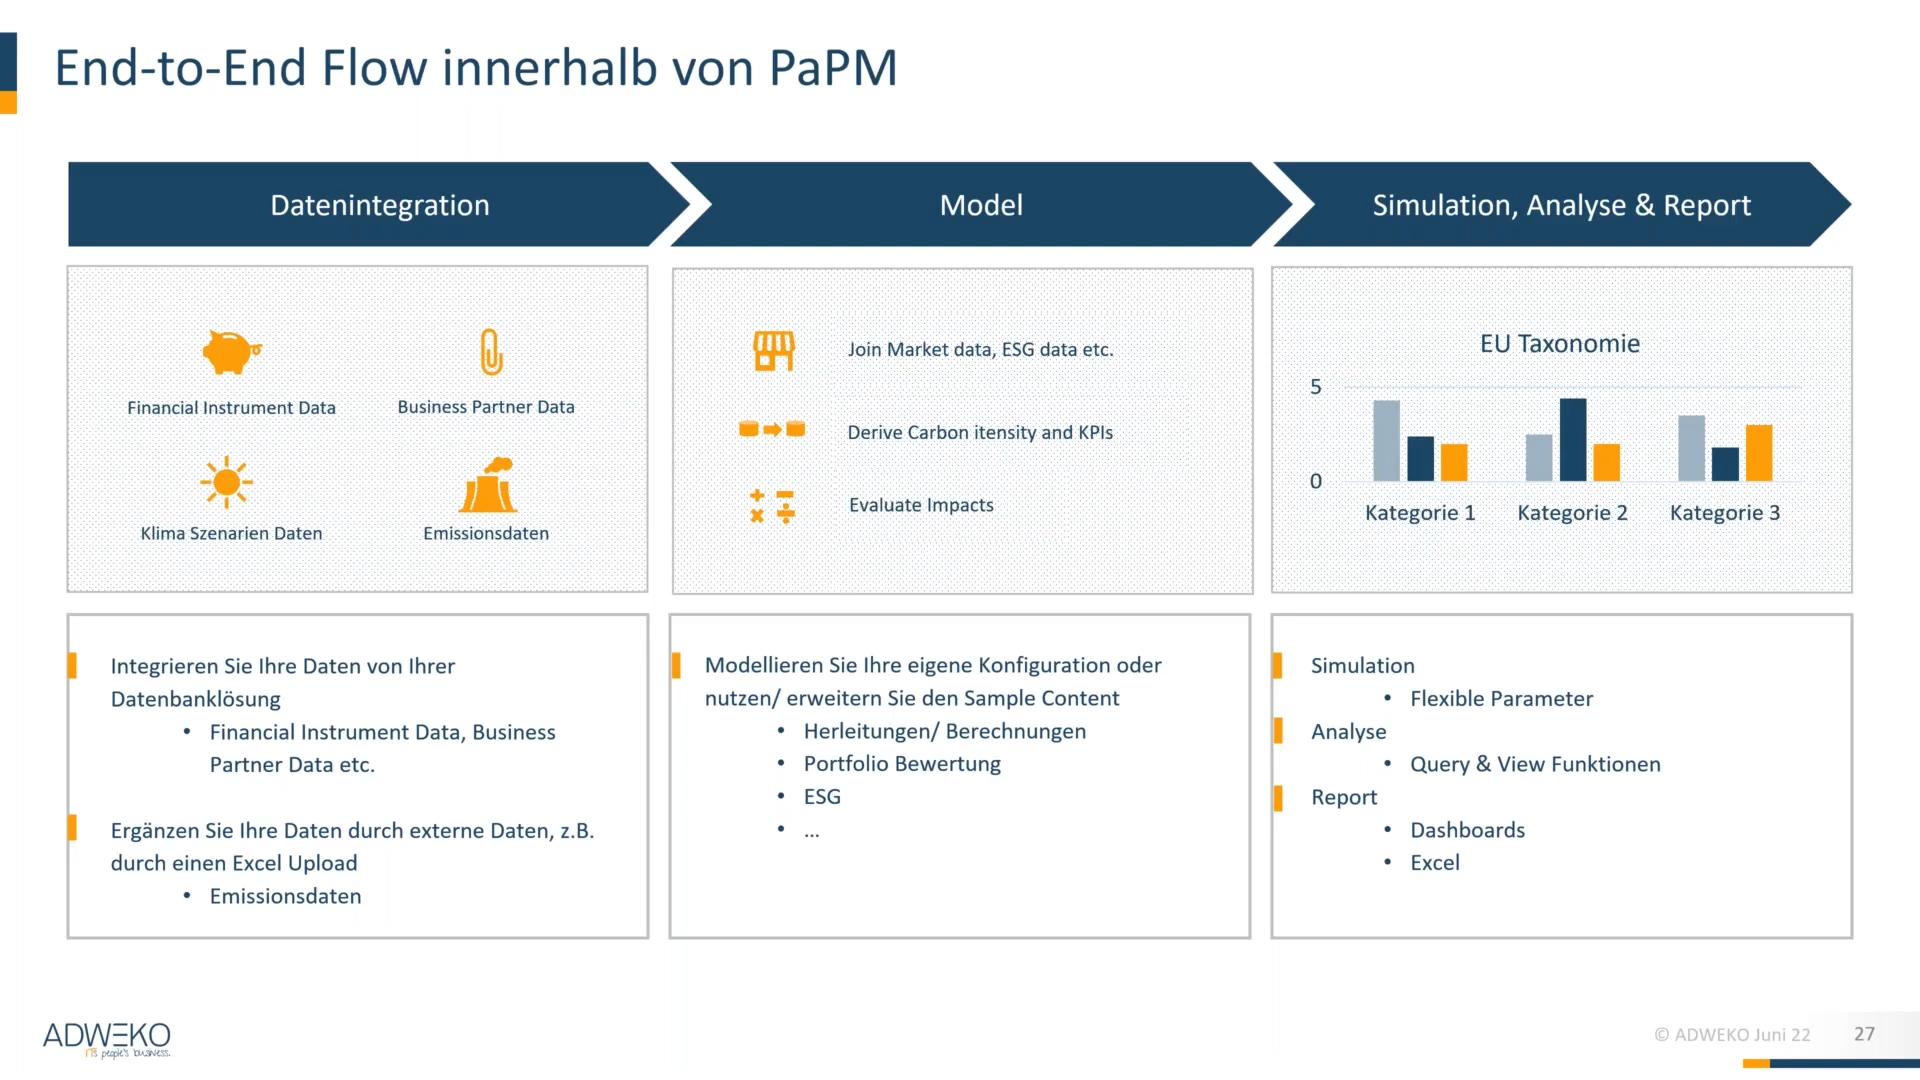 End-to-End Flow innerhalb von PaPM
Datenintegration
Model
Simulation, Analyse & Report
Financial Instrument Data
Business Partner Data
Klima Szenarien Daten
Emissionsdaten
Join Market data, ESG data etc.
Derive Carbon itensity and KPIs
Evaluate Impacts
EU Taxonomie
5
0
Kategorie 1
Kategorie 2
Kategorie 3
Integrieren Sie Ihre Daten von Ihrer
Datenbanklösung
• Financial Instrument Data, Business
Partner Data etc.
Ergänzen Sie Ihre Daten durch externe Daten, z.B.
durch einen Excel Upload
• Emissionsdaten
Modellieren Sie Ihre eigene Konfiguration oder
nutzen/ erweitern Sie den Sample Content
• Herleitungen/ Berechnungen
• Portfolio Bewertung
• ESG
• ...
Simulation
• Flexible Parameter
Analyse
• Query & View Funktionen
Report
• Dashboards
• Excel
ADWEKO
IT's people's business.
© ADWEKO Juni 22
27